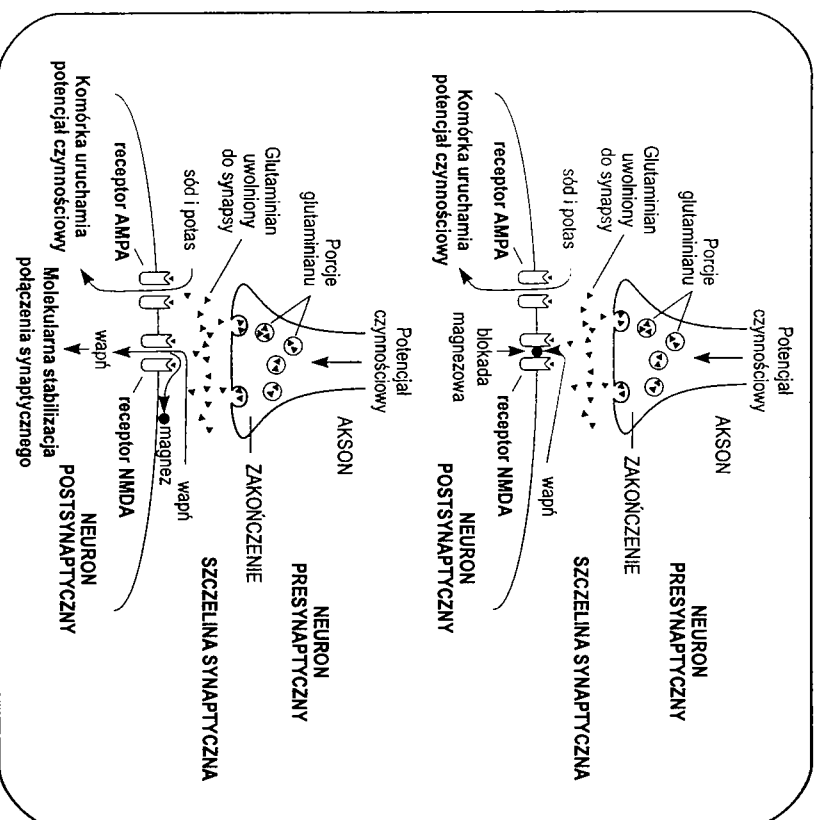 Potencjał
czynnościowy
AKSON
Porcje
glutaminianu
ZAKOŃCZENIE
NEURON
PRESYNAPTYCZNY
Glutaminian
uwolniony
do synapsy
SZCZELINA SYNAPTYCZNA
sód i potas
wapń
receptor AMPA
receptor NMDA
blokada
magnezowa
NEURON
POSTSYNAPTYCZNY
Komórka uruchamia
potencjał czynnościowy
Potencjał
czynnościowy
AKSON
Porcje
glutaminianu
ZAKOŃCZENIE
NEURON
PRESYNAPTYCZNY
Glutaminian
uwolniony
do synapsy
SZCZELINA SYNAPTYCZNA
sód i potas
wapń
magnez
receptor AMPA
receptor NMDA
wapń
NEURON
POSTSYNAPTYCZNY
Komórka uruchamia
potencjał czynnościowy
Molekularna stabilizacja
połączenia synaptycznego